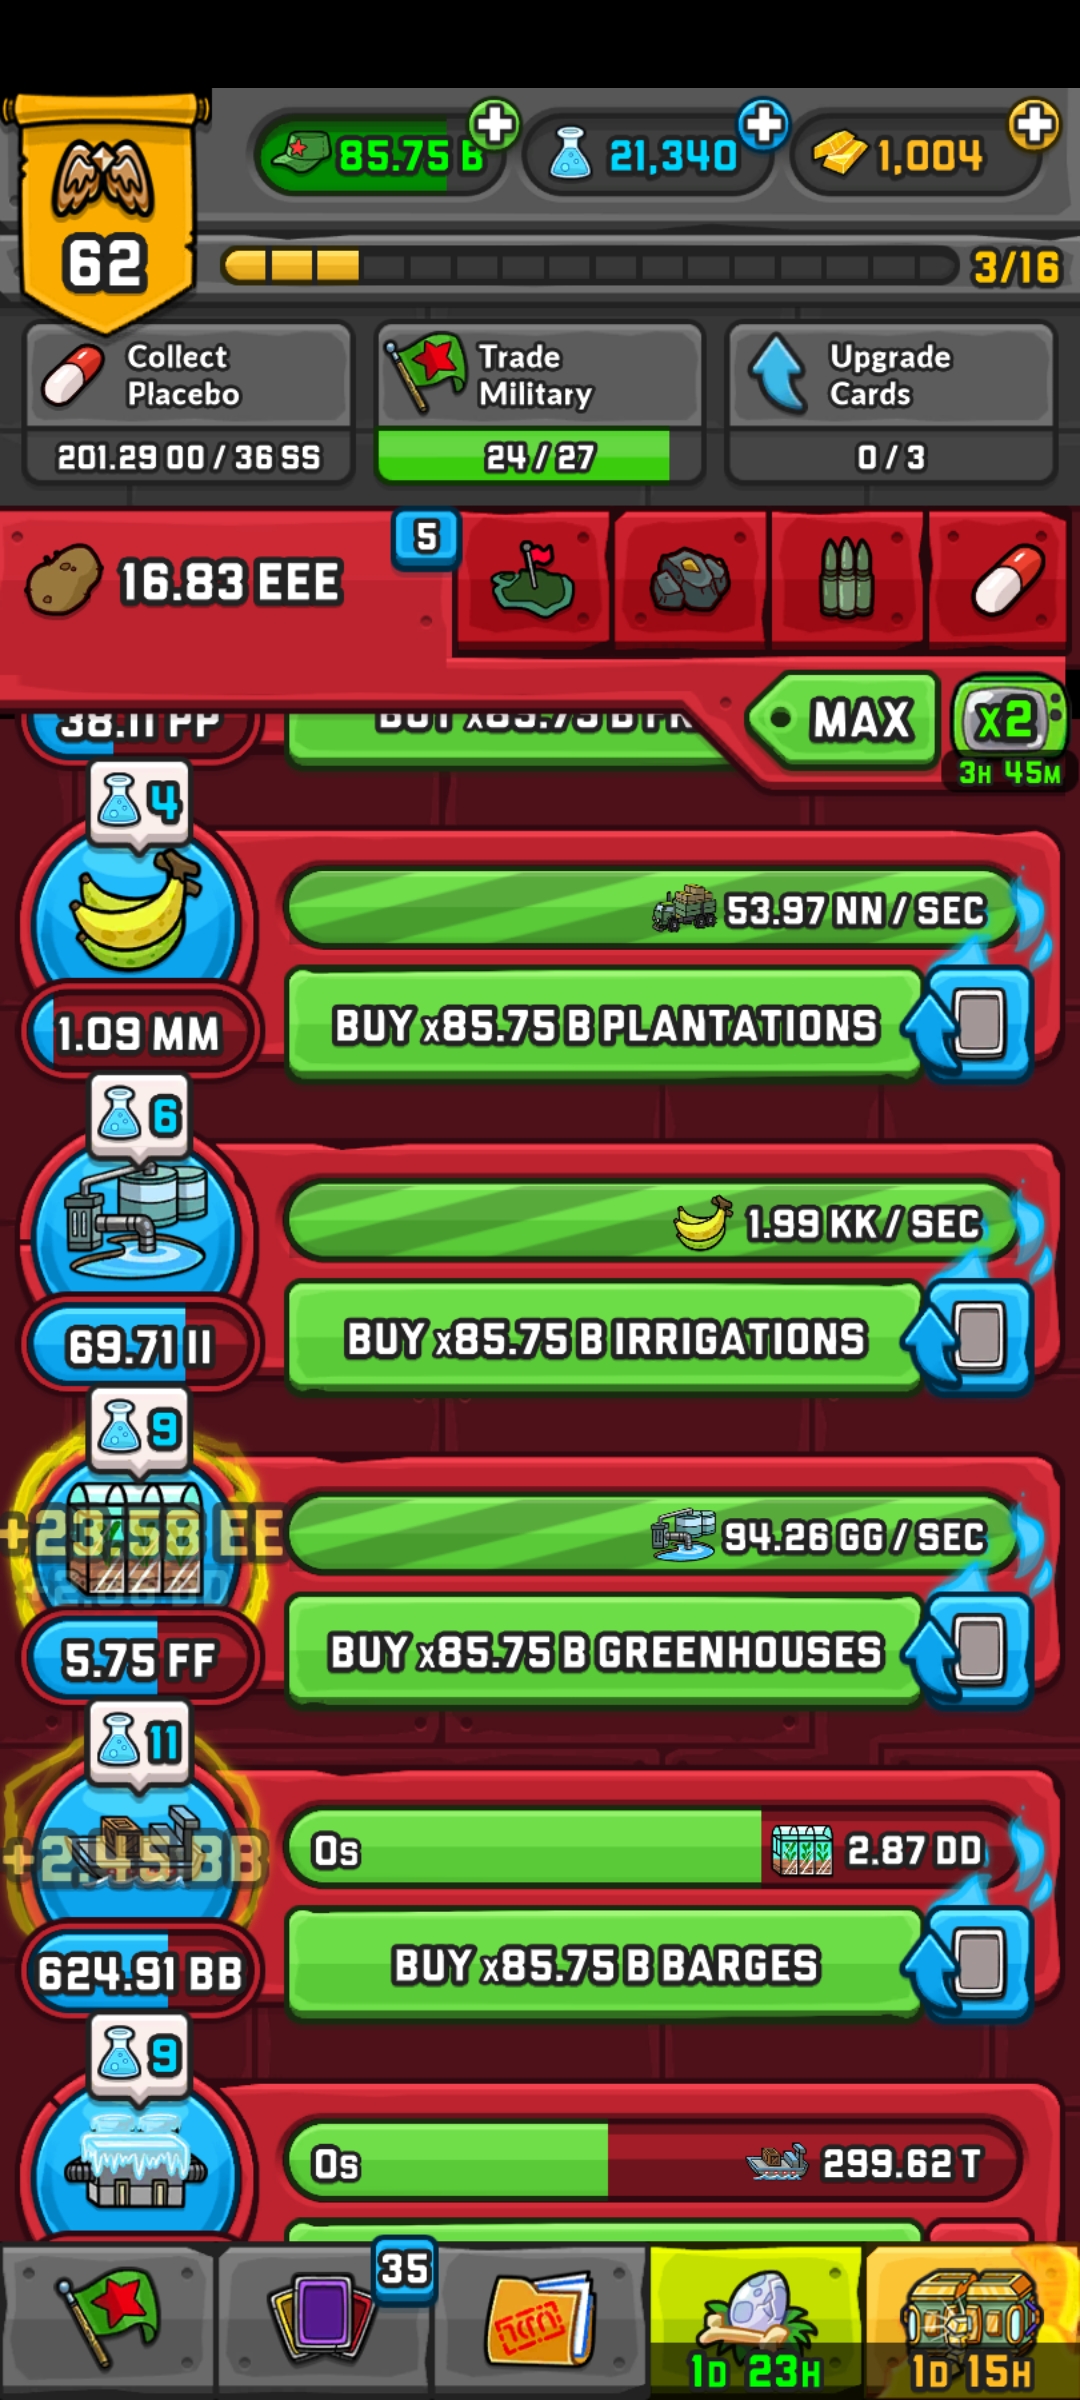 85.75 B
21,340
1,004
62
3/16
Collect
Placebo
Trade
Military
Upgrade
Cards
201.29 OO / 36 SS
24 / 27
0 / 3
16.83 EEE
5
MAX
x2
3H 45M
38.11 PP
4
53.97 NN / SEC
BUY x85.75 B PLANTATIONS
1.09 MM
6
1.99 KK / SEC
BUY x85.75 B IRRIGATIONS
69.71 II
9
+23.58 EE
94.26 GG / SEC
BUY x85.75 B GREENHOUSES
5.75 FF
11
+2.45 BB
0s
2.87 DD
BUY x85.75 B BARGES
624.91 BB
9
0s
299.62 T
35
1D 23H
1D 15H